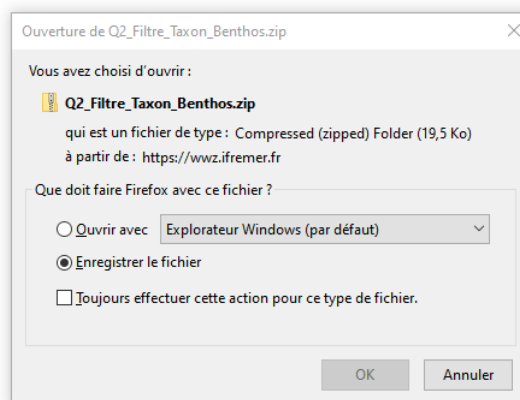 Ouverture de Q2_Filtre_Taxon_Benthos.zip
Vous avez choisi d'ouvrir :
Q2_Filtre_Taxon_Benthos.zip
qui est un fichier de type : Compressed (zipped) Folder (19,5 Ko)
à partir de : https://wwz.ifremer.fr
Que doit faire Firefox avec ce fichier ?
Ouvrir avec Explorateur Windows (par défaut)
Enregistrer le fichier
Toujours effectuer cette action pour ce type de fichier.
OK Annuler